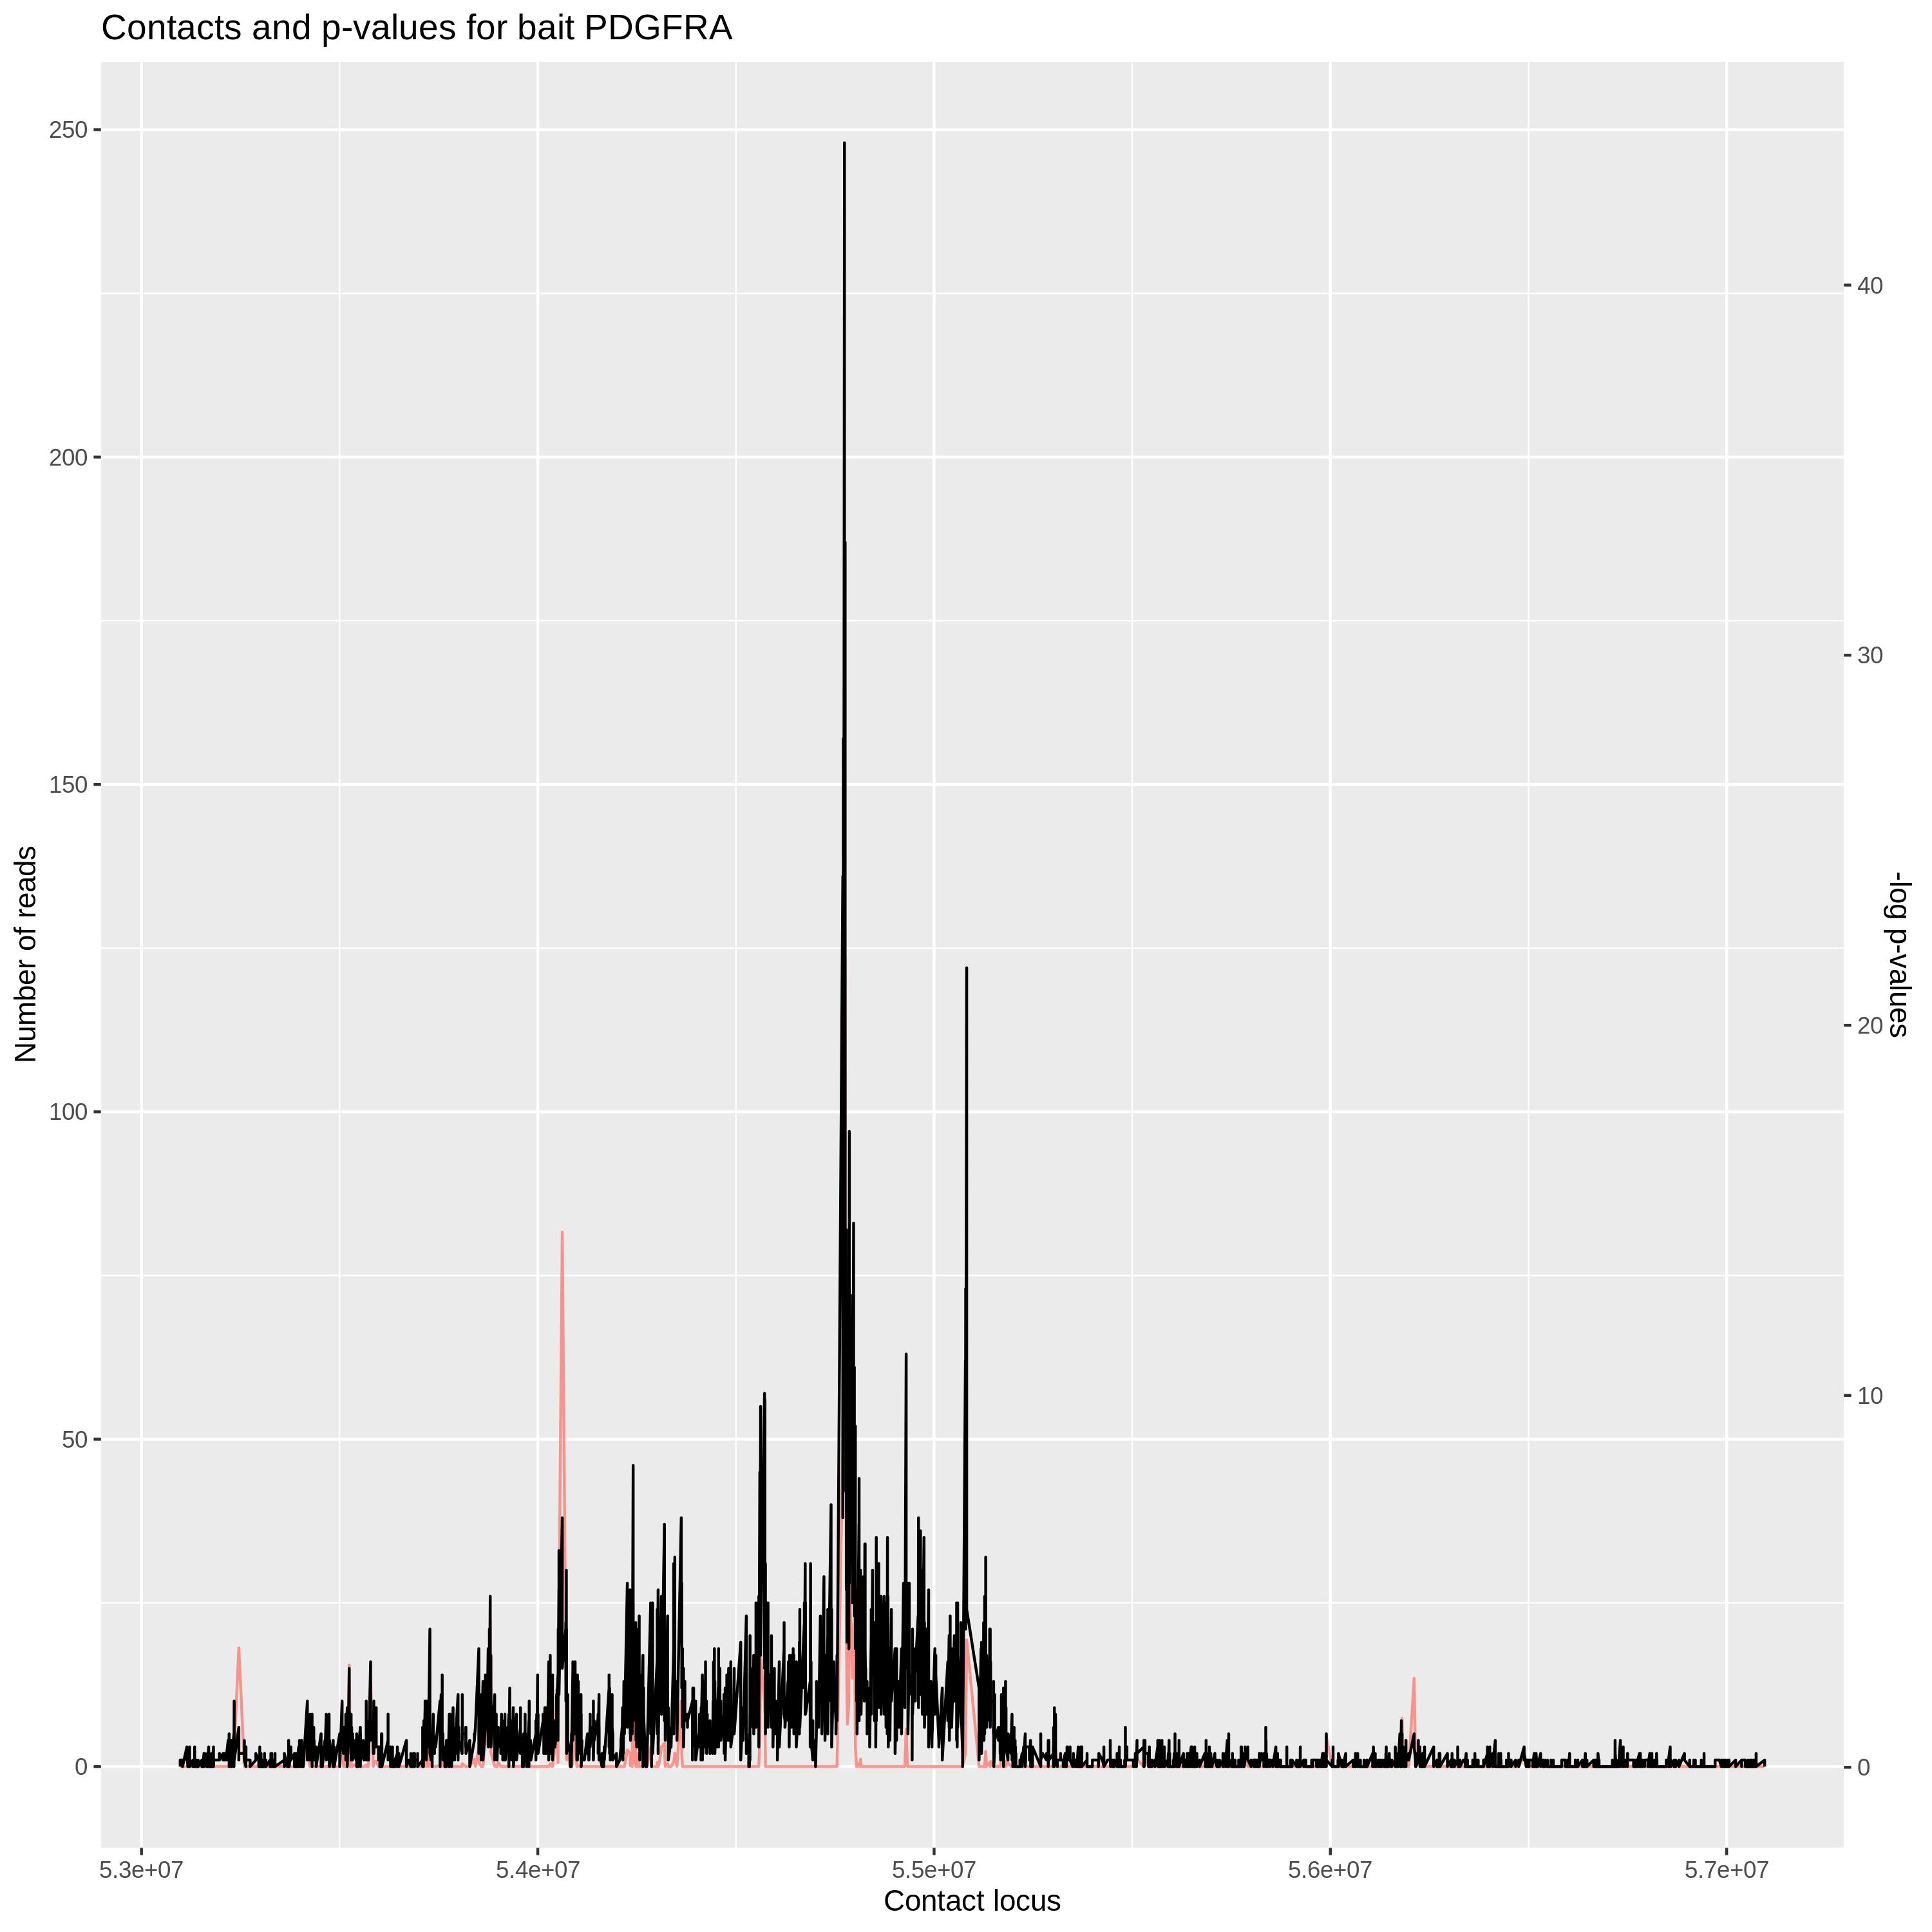 Contacts and p-values for bait PDGFRA
250
200
150
100
50
0
Number of reads
40
30
20
10
0
-log p-values
5.3e+07 5.4e+07 5.5e+07 5.6e+07 5.7e+07
Contact locus